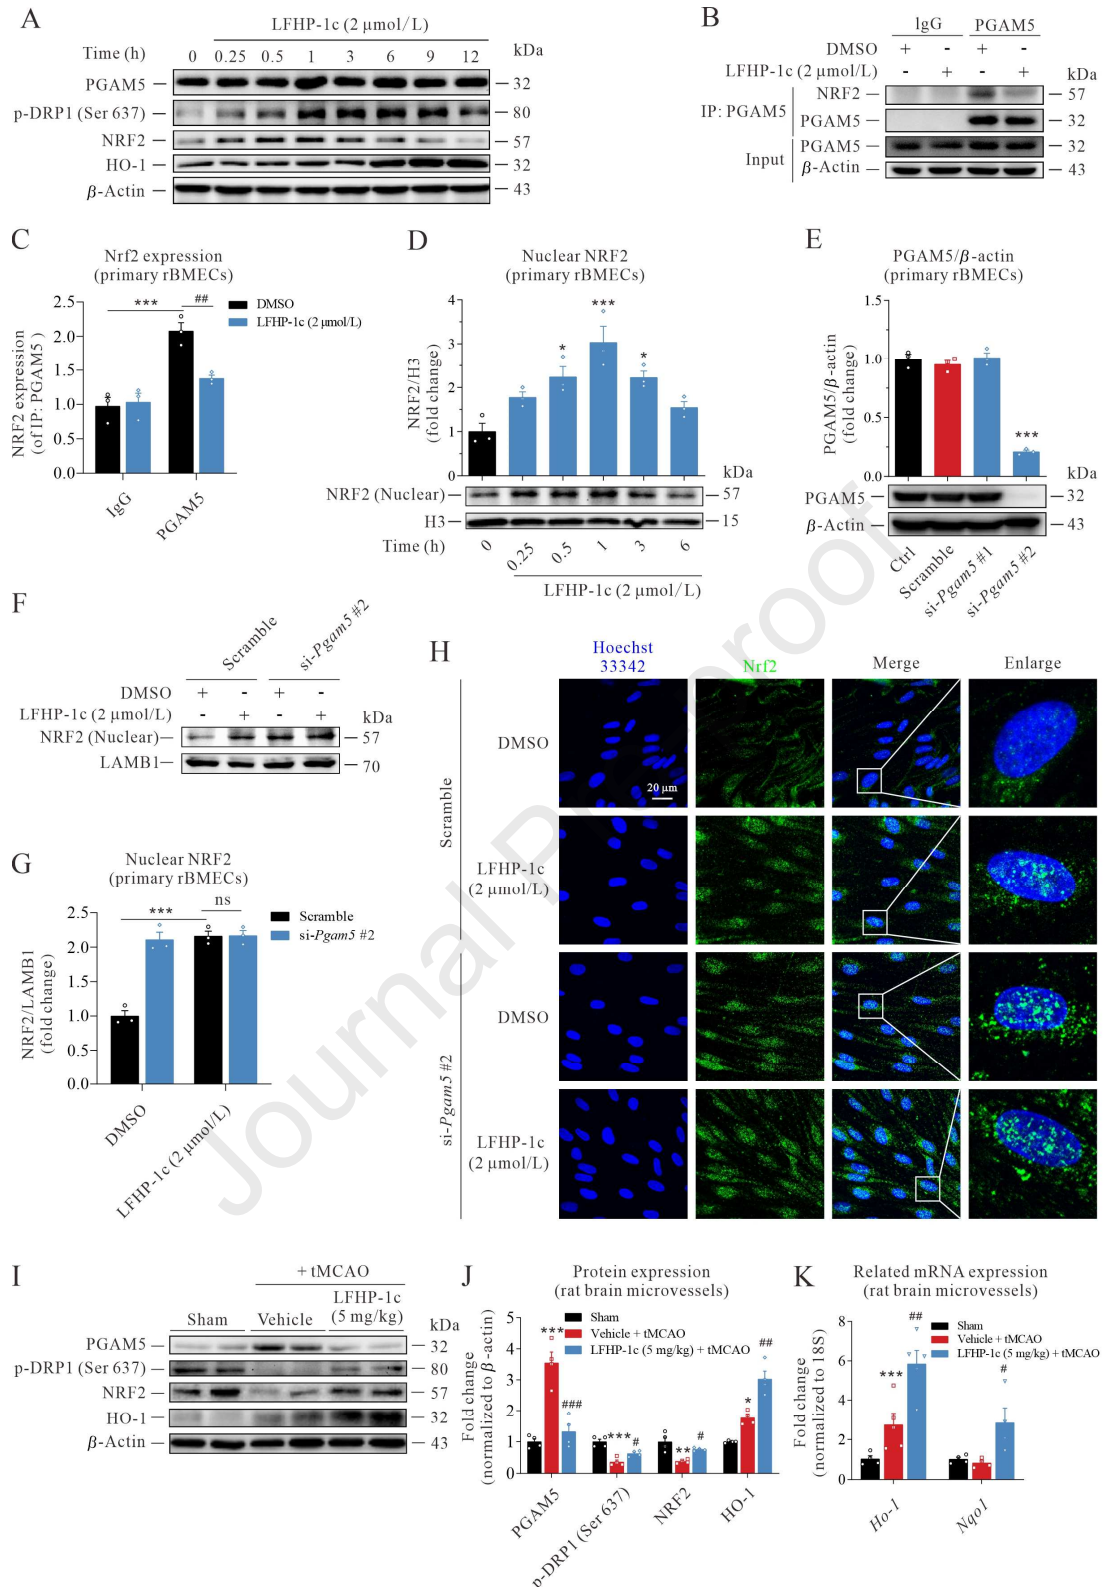 A
LFHP-1c (2 μmol/L)
Time (h) 0 0.25 0.5 1 3 6 9 12 kDa
PGAM5 32
p-DRP1 (Ser 637) 80
NRF2 57
HO-1 32
β-Actin 43
B
IgG PGAM5
DMSO + - + -
LFHP-1c (2 μmol/L) - + - + kDa
IP: PGAM5
NRF2 57
PGAM5 32
Input
PGAM5 32
β-Actin 43
C
Nrf2 expression
(primary rBMECs)
*** ##
DMSO
LFHP-1c (2 μmol/L)
NRF2 expression
(of IP: PGAM5)
2.5
2.0
1.5
1.0
0.5
0.0
IgG PGAM5
D
Nuclear NRF2
(primary rBMECs)
NRF2/H3
(fold change)
4
3
2
1
0
* *** *
kDa
NRF2 (Nuclear) 57
H3 15
Time (h) 0 0.25 0.5 1 3 6
LFHP-1c (2 μmol/L)
E
PGAM5/β-actin
(primary rBMECs)
PGAM5/β-actin
(fold change)
1.5
1.0
0.5
0.0
***
kDa
PGAM5 32
β-Actin 43
Ctrl Scramble si-Pgam5 #1 si-Pgam5 #2
F
Scramble si-Pgam5 #2
DMSO + - + -
LFHP-1c (2 μmol/L) - + - + kDa
NRF2 (Nuclear) 57
LAMB1 70
G
Nuclear NRF2
(primary rBMECs)
*** ns
Scramble
si-Pgam5 #2
NRF2/LAMB1
(fold change)
2.5
2.0
1.5
1.0
0.5
0.0
DMSO LFHP-1c (2 μmol/L)
H
Hoechst
33342
Nrf2 Merge Enlarge
Scramble
DMSO
20 μm
LFHP-1c
(2 μmol/L)
si-Pgam5 #2
DMSO
LFHP-1c
(2 μmol/L)
I
+ tMCAO
Sham Vehicle LFHP-1c
(5 mg/kg) kDa
PGAM5 32
p-DRP1 (Ser 637) 80
NRF2 57
HO-1 32
β-Actin 43
J
Protein expression
(rat brain microvessels)
Sham
Vehicle + tMCAO
LFHP-1c (5 mg/kg) + tMCAO
Fold change
(normalized to β-actin)
5
4
3
2
1
0
*** ### *** # ** # * ##
PGAM5 p-DRP1 (Ser 637) NRF2 HO-1
K
Related mRNA expression
(rat brain microvessels)
Sham
Vehicle + tMCAO
LFHP-1c (5 mg/kg) + tMCAO
Fold change
(normalized to 18S)
8
6
4
2
0
*** ## #
Ho-1 Nqo1
Journal Pre-proof